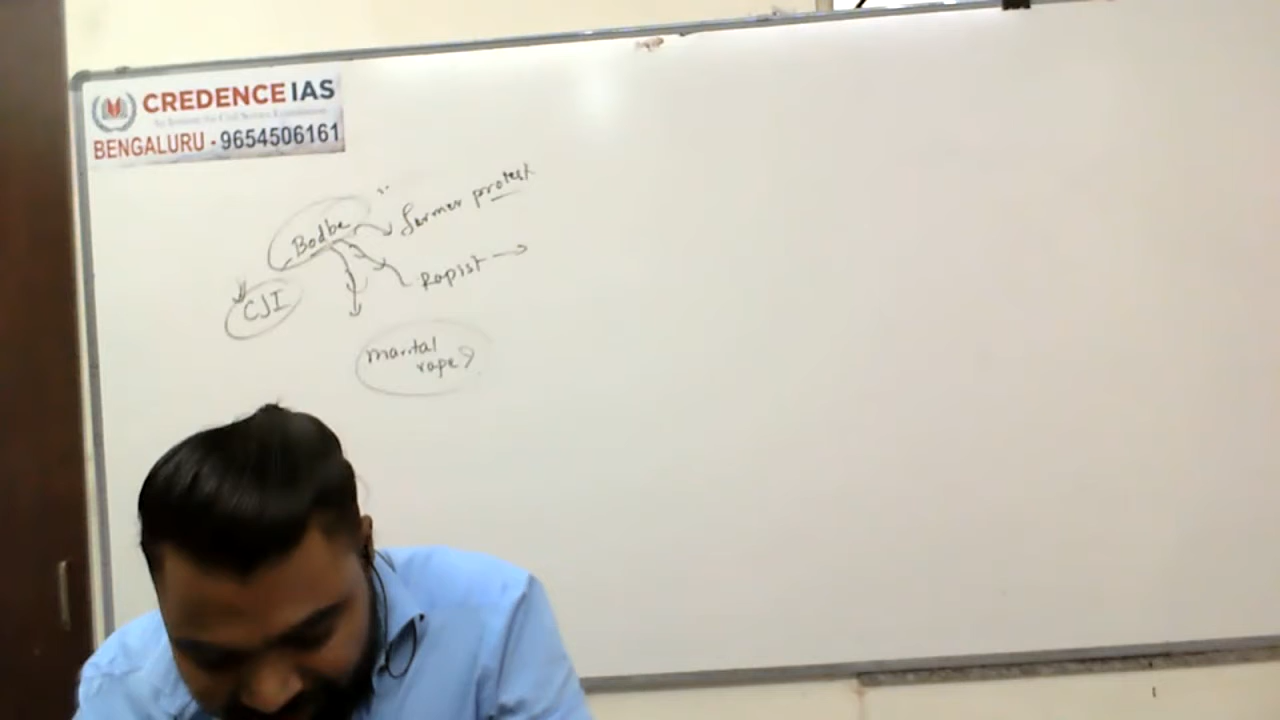 CREDENCE IAS
BENGALURU - 9654506161
Bodbe
farmer protest
Rapist
CJI
marital
rape?